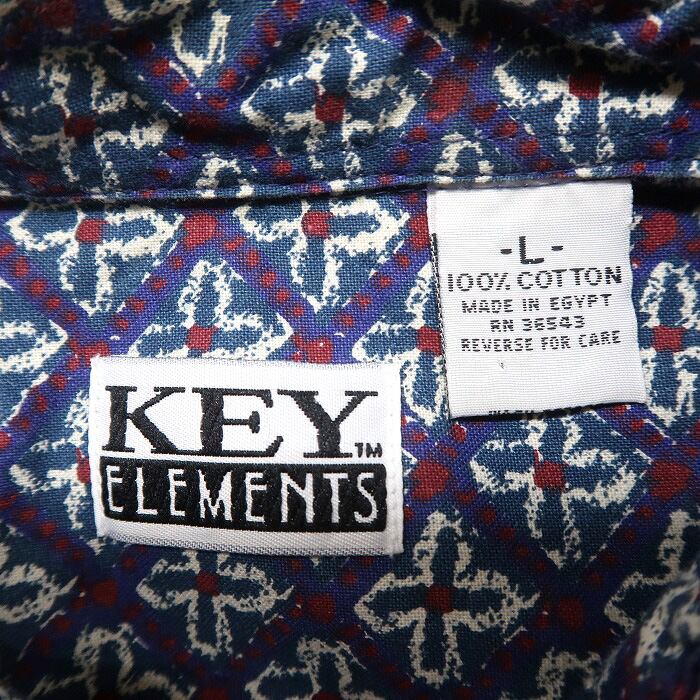 -L-
100% COTTON
MADE IN EGYPT
RN 36543
REVERSE FOR CARE
KEY™
ELEMENTS